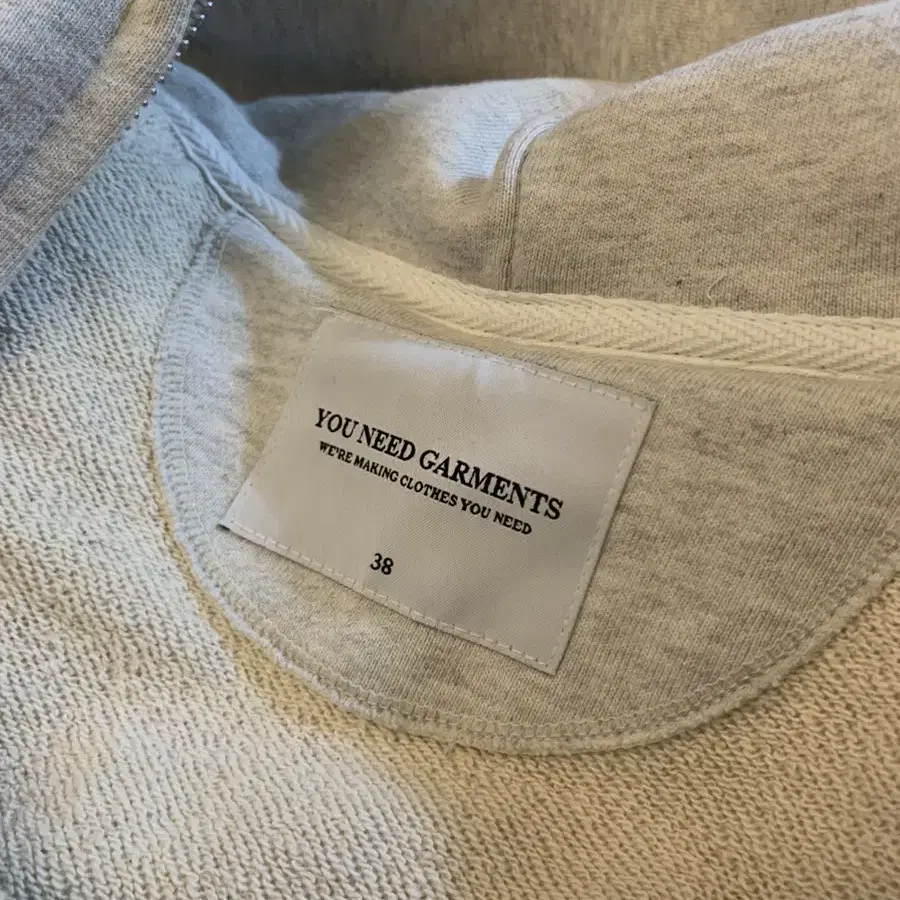 YOU NEED GARMENTS
WE'RE MAKING CLOTHES YOU NEED
38